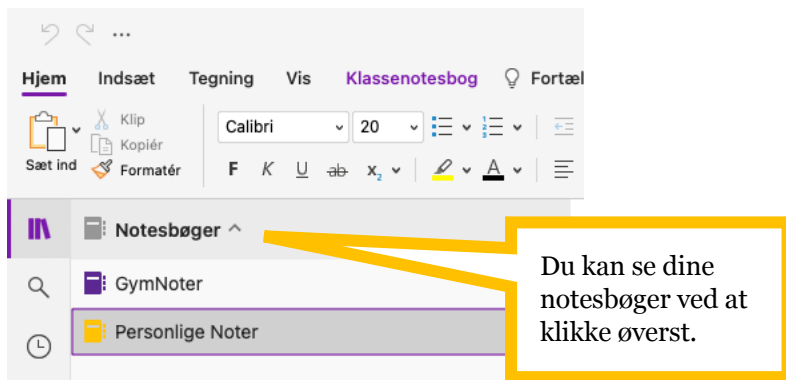 Hjem Indsæt Tegning Vis Klassenotesbog Fortæl
Sæt ind
Klip
Kopiér
Formatér
Calibri 20
F K U ab x₂ A
Notesbøger
GymNoter
Personlige Noter
Du kan se dine
notesbøger ved at
klikke øverst.